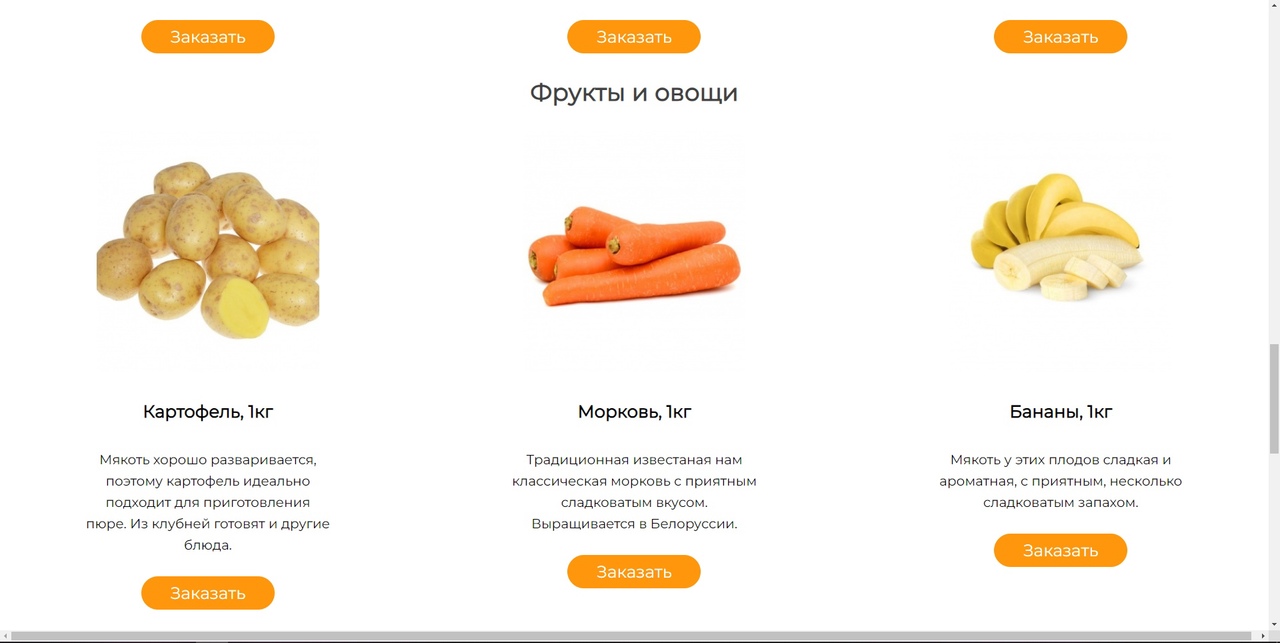 Заказать
Заказать
Заказать
Фрукты и овощи
Картофель, 1кг
Мякоть хорошо разваривается,
поэтому картофель идеально
подходит для приготовления
пюре. Из клубней готовят и другие
блюда.
Заказать
Морковь, 1кг
Традиционная известаная нам
классическая морковь с приятным
сладковатым вкусом.
Выращивается в Белоруссии.
Заказать
Бананы, 1кг
Мякоть у этих плодов сладкая и
ароматная, с приятным, несколько
сладковатым запахом.
Заказать